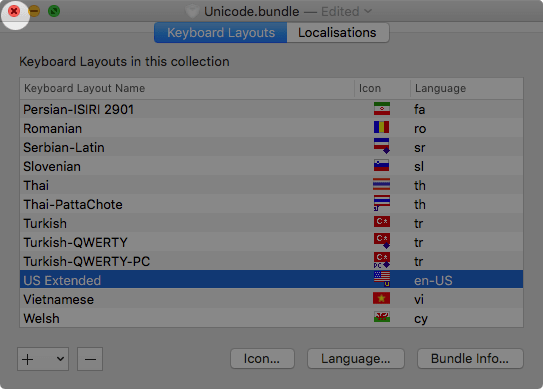 Unicode.bundle — Edited
Keyboard Layouts Localisations
Keyboard Layouts in this collection
Keyboard Layout Name Icon Language
Persian-ISIRI 2901 fa
Romanian ro
Serbian-Latin sr
Slovenian sl
Thai th
Thai-PattaChote th
Turkish tr
Turkish-QWERTY tr
Turkish-QWERTY-PC PC tr
US Extended U en-US
Vietnamese vi
Welsh cy
Icon... Language... Bundle Info...